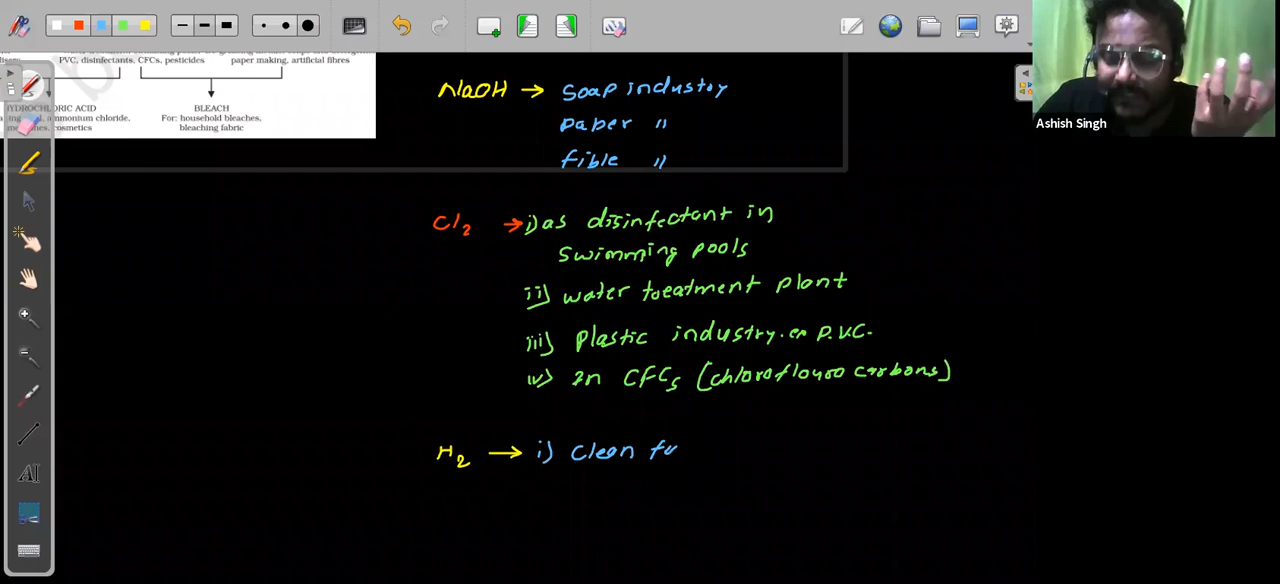 PVC, disinfectants, CFCs, pesticides
paper making, artificial fibres
BLEACH
For: household bleaches,
bleaching fabric
ammonium chloride,
cosmetics
NaOH → Soap industry
paper "
fible "
Cl2 → i) as disinfectant in
swimming pools
ii) water treatment plant
iii) plastic industry. ex P.V.C.
iv) In CFCs (chloroflouro carbons)
H2 → i) Clean fu
AI
Ashish Singh